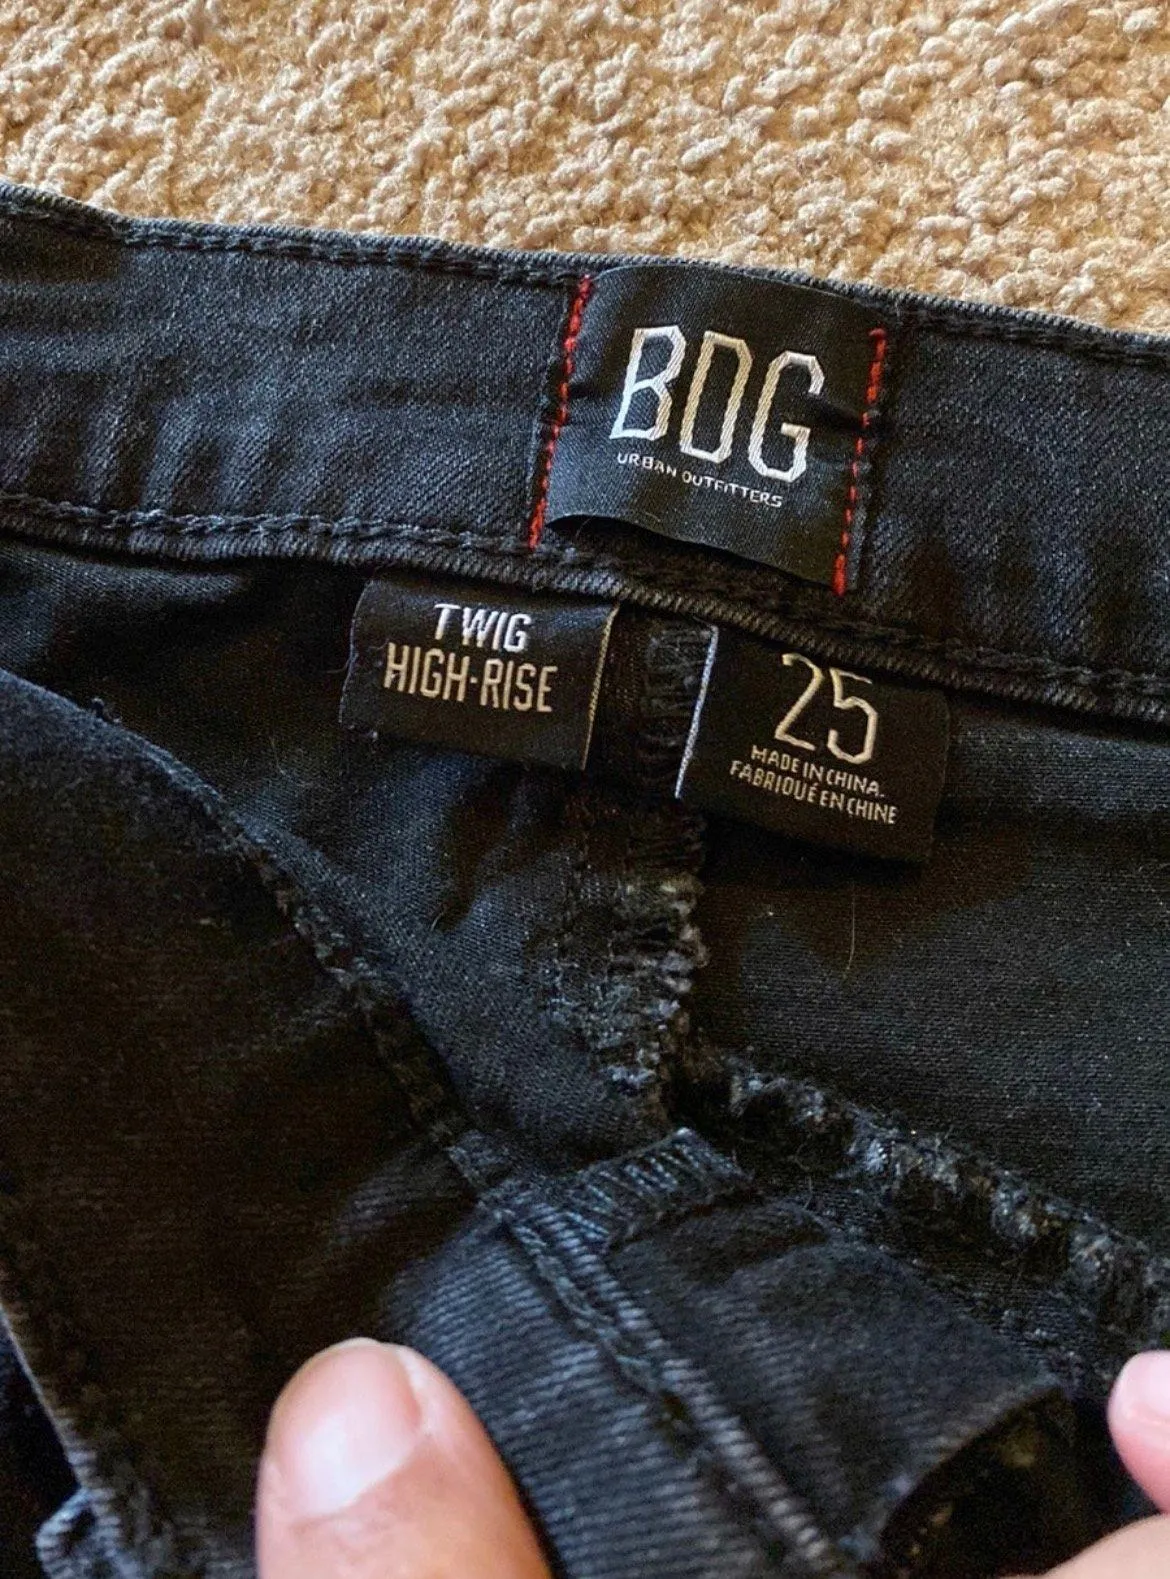 BDG
URBAN OUTFITTERS
TWIG
HIGH-RISE
25
MADE IN CHINA.
FABRIQUÉ EN CHINE